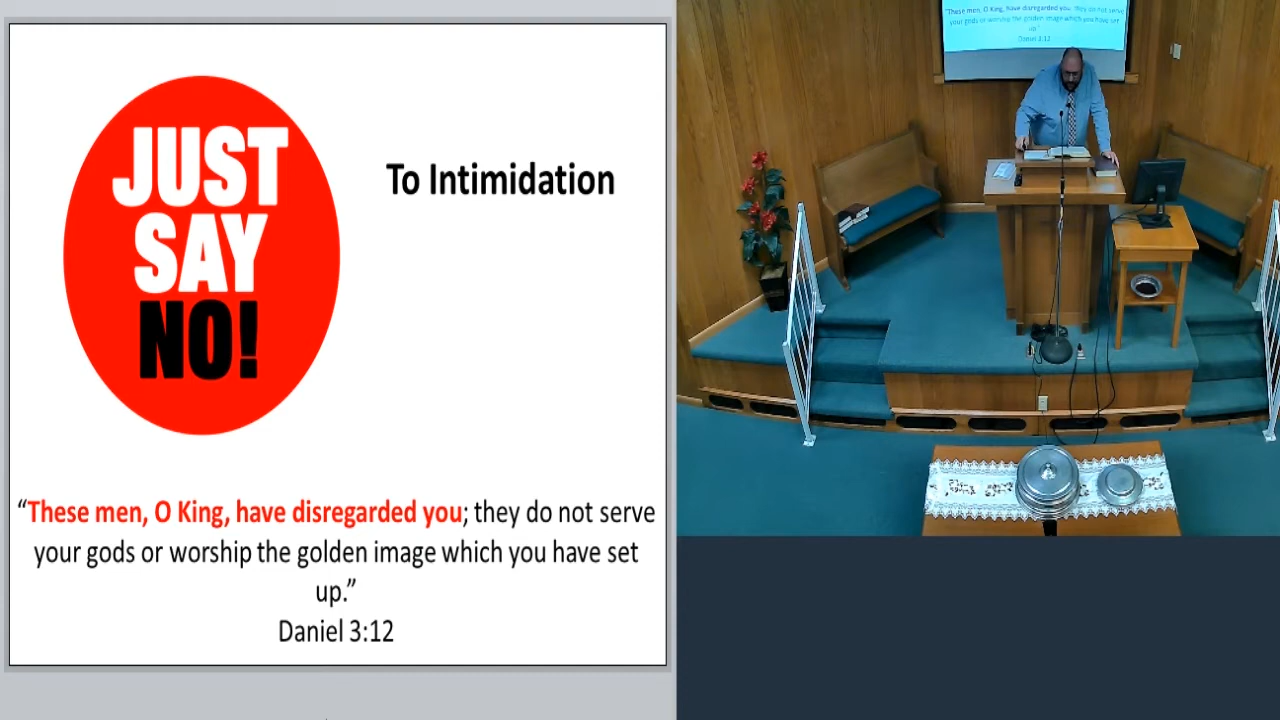 JUST
SAY
NO!
To Intimidation
“These men, O King, have disregarded you; they do not serve
your gods or worship the golden image which you have set
up.”
Daniel 3:12
"These men, O King, have disregarded you; they do not serve
your gods or worship the golden image which you have set
up."
Daniel 3:12